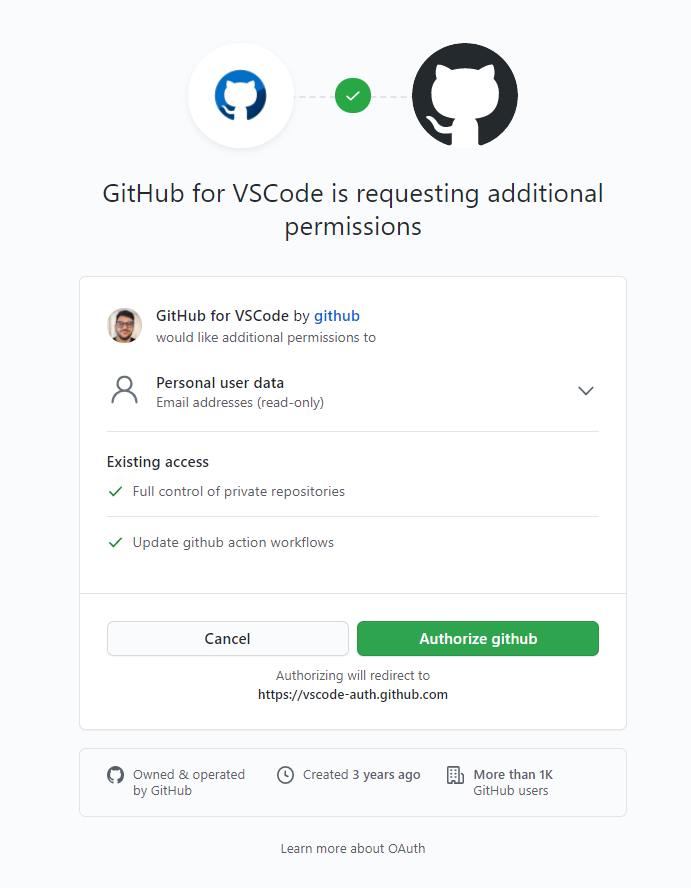 GitHub for VSCode is requesting additional
permissions
GitHub for VSCode by github
would like additional permissions to
Personal user data
Email addresses (read-only)
Existing access
Full control of private repositories
Update github action workflows
Cancel
Authorize github
Authorizing will redirect to
https://vscode-auth.github.com
Owned & operated
by GitHub
Created 3 years ago
More than 1K
GitHub users
Learn more about OAuth